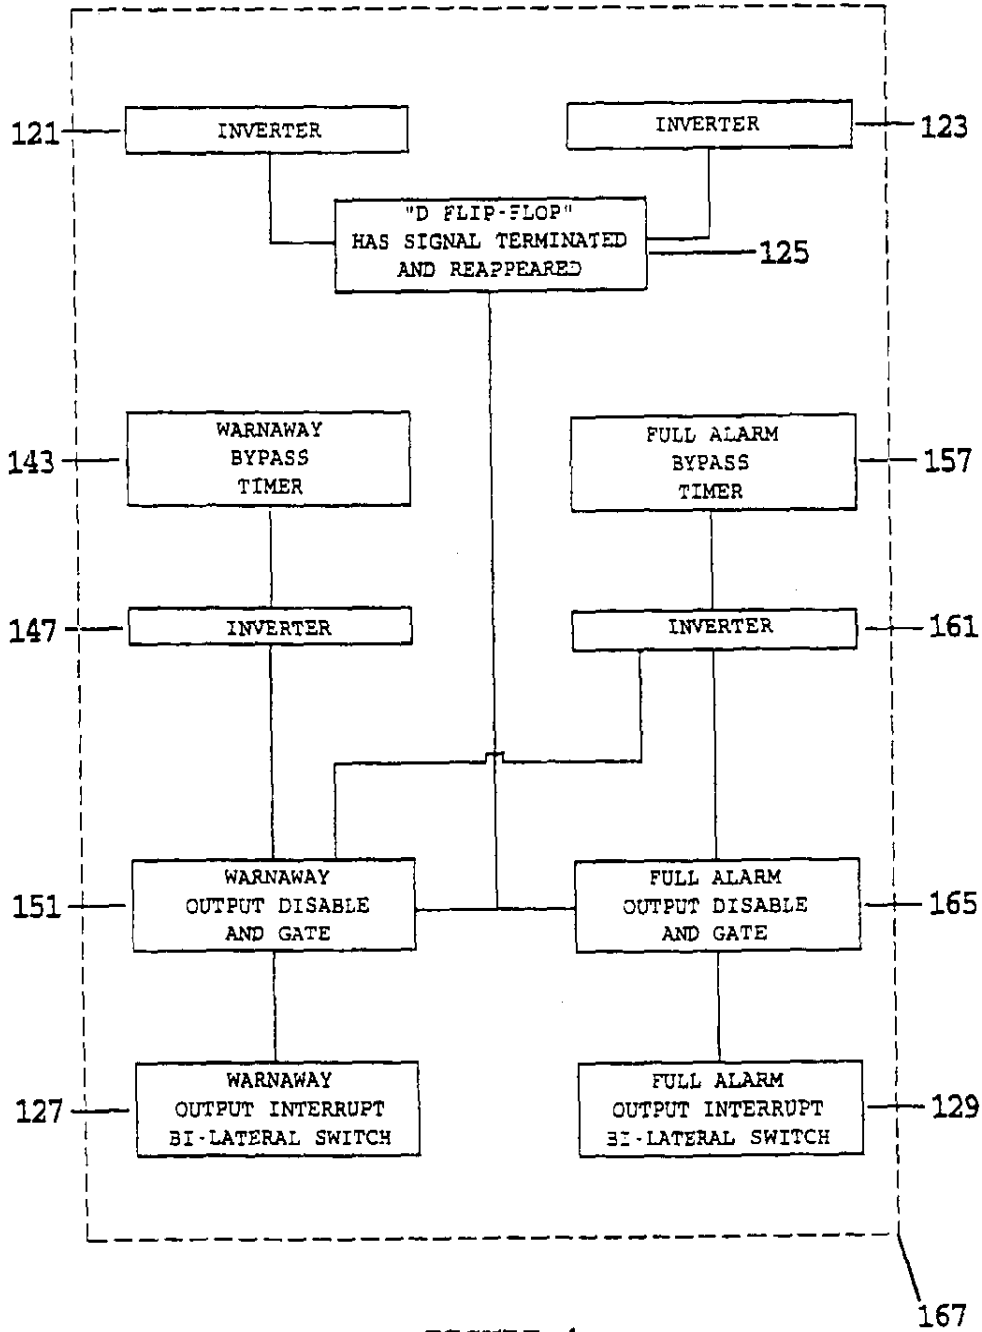 121
INVERTER
INVERTER
123
"D FLIP-FLOP"
HAS SIGNAL TERMINATED
AND REAPPEARED
125
143
WARNAWAY
BYPASS
TIMER
FULL ALARM
BYPASS
TIMER
157
147
INVERTER
INVERTER
161
151
WARNAWAY
OUTPUT DISABLE
AND GATE
FULL ALARM
OUTPUT DISABLE
AND GATE
165
127
WARNAWAY
OUTPUT INTERRUPT
BI-LATERAL SWITCH
FULL ALARM
OUTPUT INTERRUPT
BI-LATERAL SWITCH
129
167